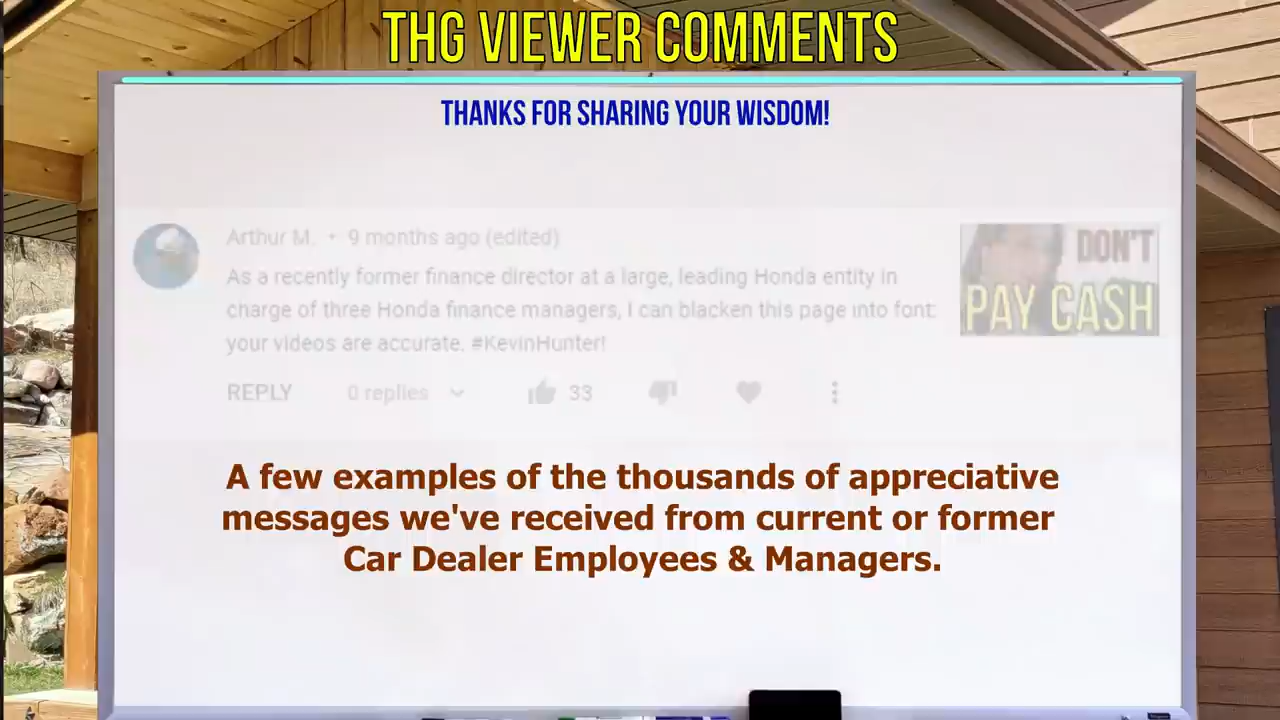 THG VIEWER COMMENTS
THANKS FOR SHARING YOUR WISDOM!
Arthur M. • 9 months ago (edited)
As a recently former finance director at a large, leading Honda entity in
charge of three Honda finance managers, I can blacken this page into font:
your videos are accurate. #KevinHunter!
REPLY 0 replies 33
DON'T
PAY CASH
A few examples of the thousands of appreciative
messages we've received from current or former
Car Dealer Employees & Managers.